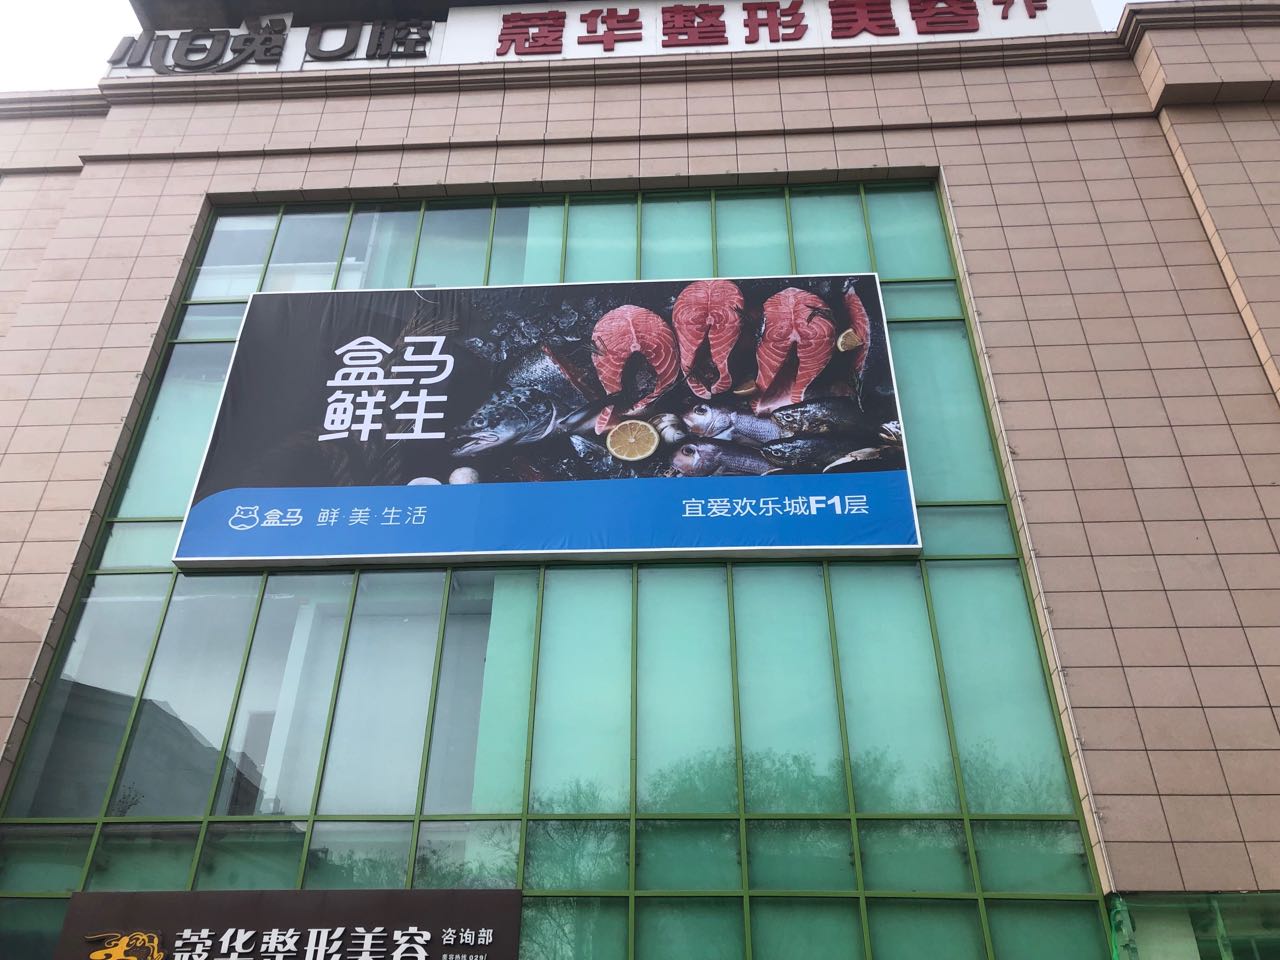 小白兔口腔 蔻华整形美容
盒马
鲜生
盒马 鲜·美·生活
宜爱欢乐城F1层
蔻华整形美容 咨询部
029